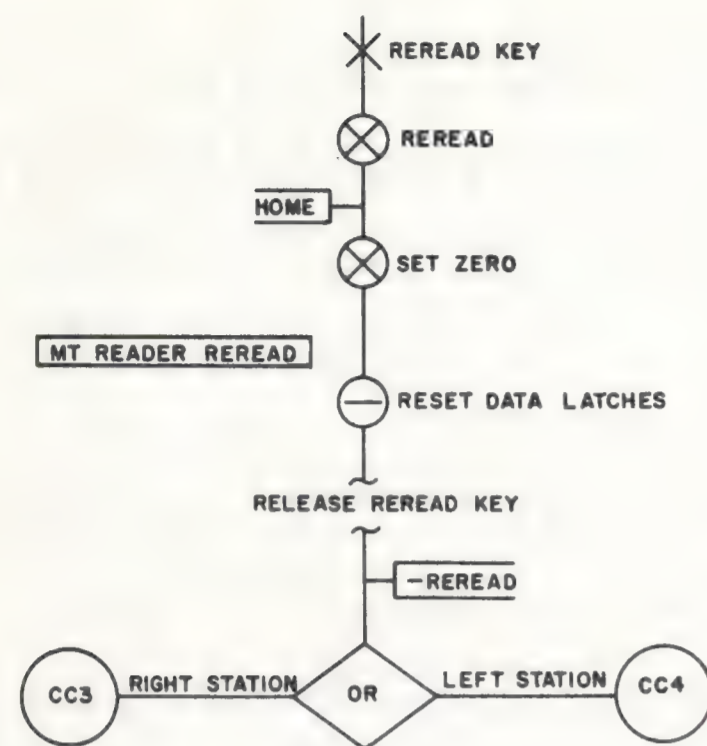 REREAD KEY
REREAD
HOME
SET ZERO
MT READER REREAD
RESET DATA LATCHES
RELEASE REREAD KEY
—REREAD
CC3
RIGHT STATION
OR
LEFT STATION
CC4